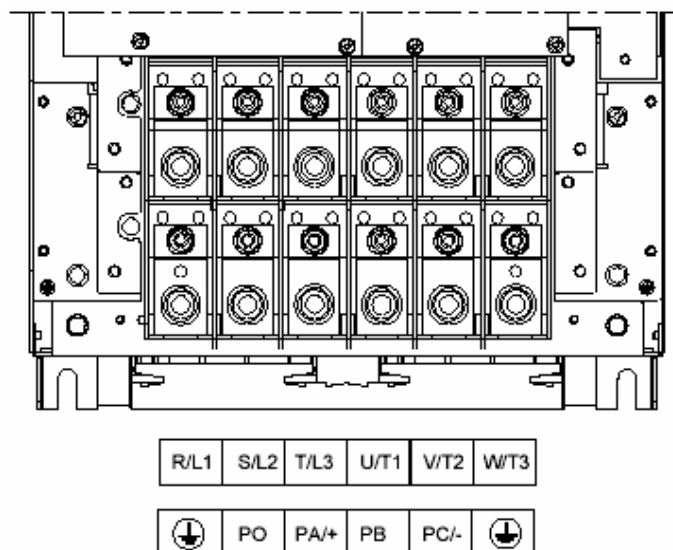 R/L1 S/L2 T/L3 U/T1 V/T2 W/T3
PO PA/+ PB PC/-